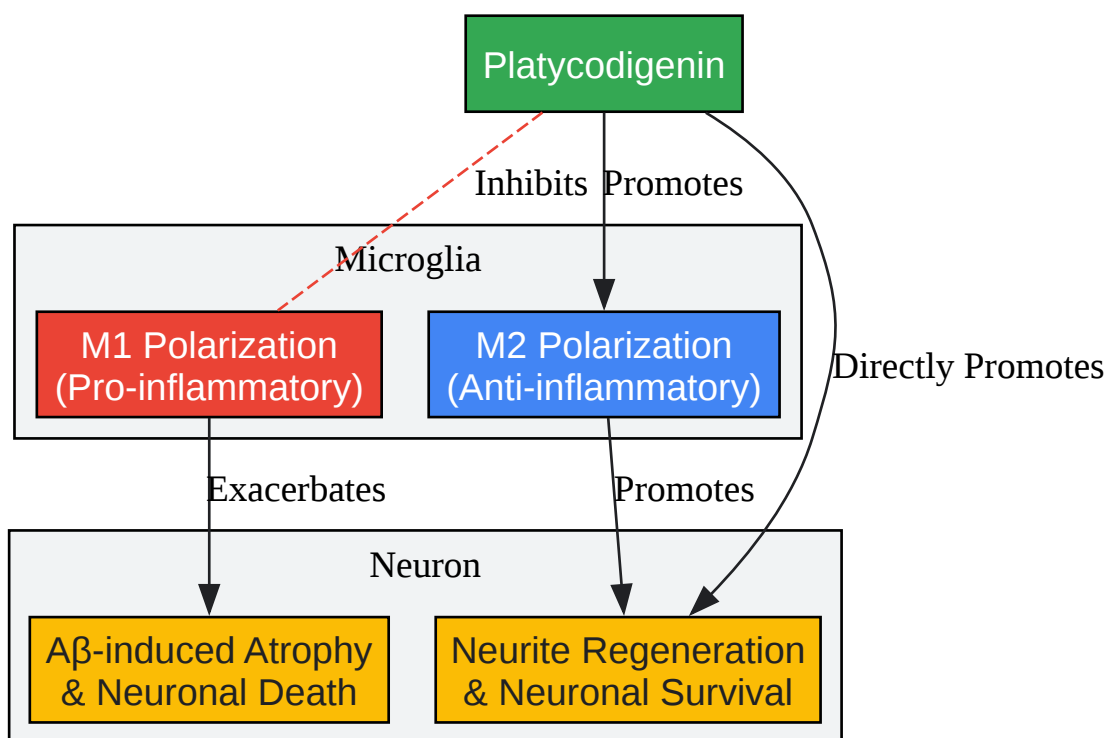 Platycodigenin
Inhibits
Promotes
Microglia
M1 Polarization
(Pro-inflammatory)
M2 Polarization
(Anti-inflammatory)
Directly Promotes
Exacerbates
Promotes
Neuron
Aβ-induced Atrophy
& Neuronal Death
Neurite Regeneration
& Neuronal Survival